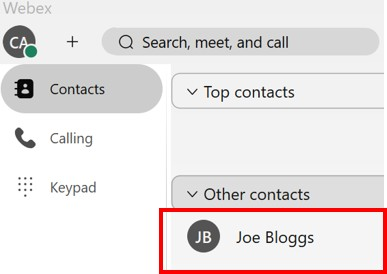 Webex
CA
Search, meet, and call
Contacts
Calling
Keypad
Top contacts
Other contacts
JB Joe Bloggs